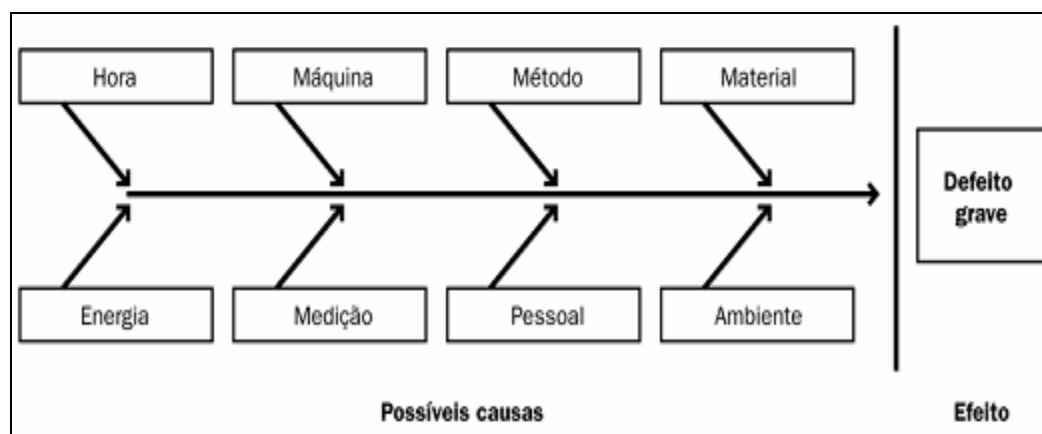 Hora
Máquina
Método
Material
Defeito
grave
Energia
Medição
Pessoal
Ambiente
Possíveis causas
Efeito